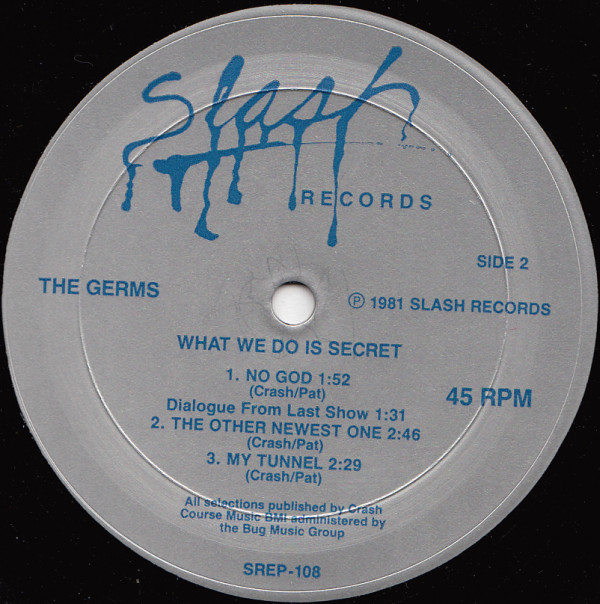 Slash
RECORDS
SIDE 2
THE GERMS
℗ 1981 SLASH RECORDS
WHAT WE DO IS SECRET
1. NO GOD 1:52
(Crash/Pat)
Dialogue From Last Show 1:31
45 RPM
2. THE OTHER NEWEST ONE 2:46
(Crash/Pat)
3. MY TUNNEL 2:29
(Crash/Pat)
All selections published by Crash
Course Music BMI administered by
the Bug Music Group
SREP-108